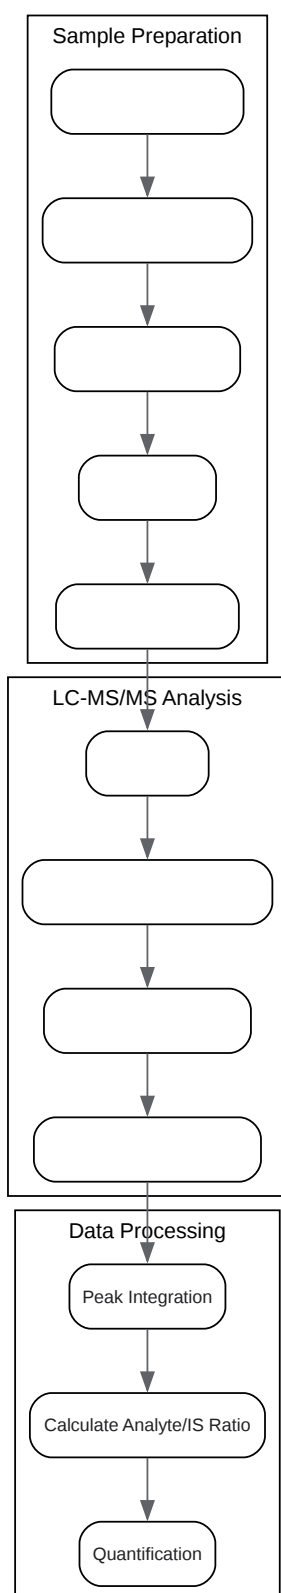 Sample Preparation
LC-MS/MS Analysis
Data Processing
Peak Integration
Calculate Analyte/IS Ratio
Quantification